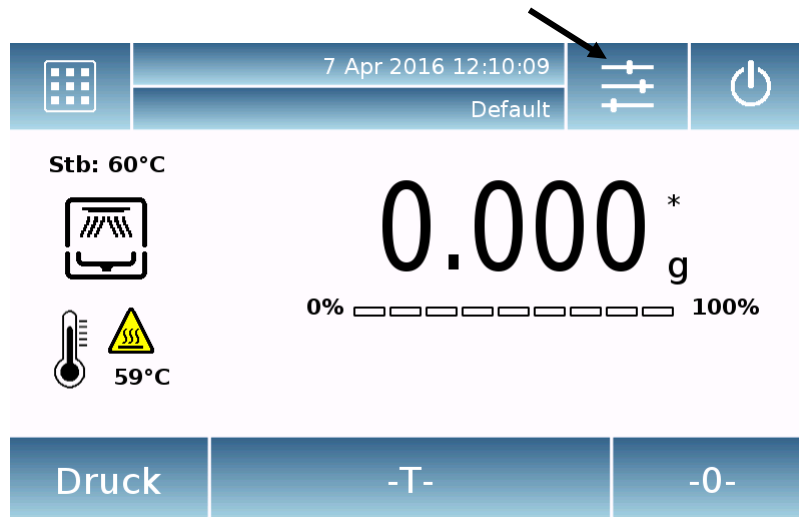 7 Apr 2016 12:10:09
Default
Stb: 60°C
0.000 * g
0% 100%
59°C
Druck -T- -0-